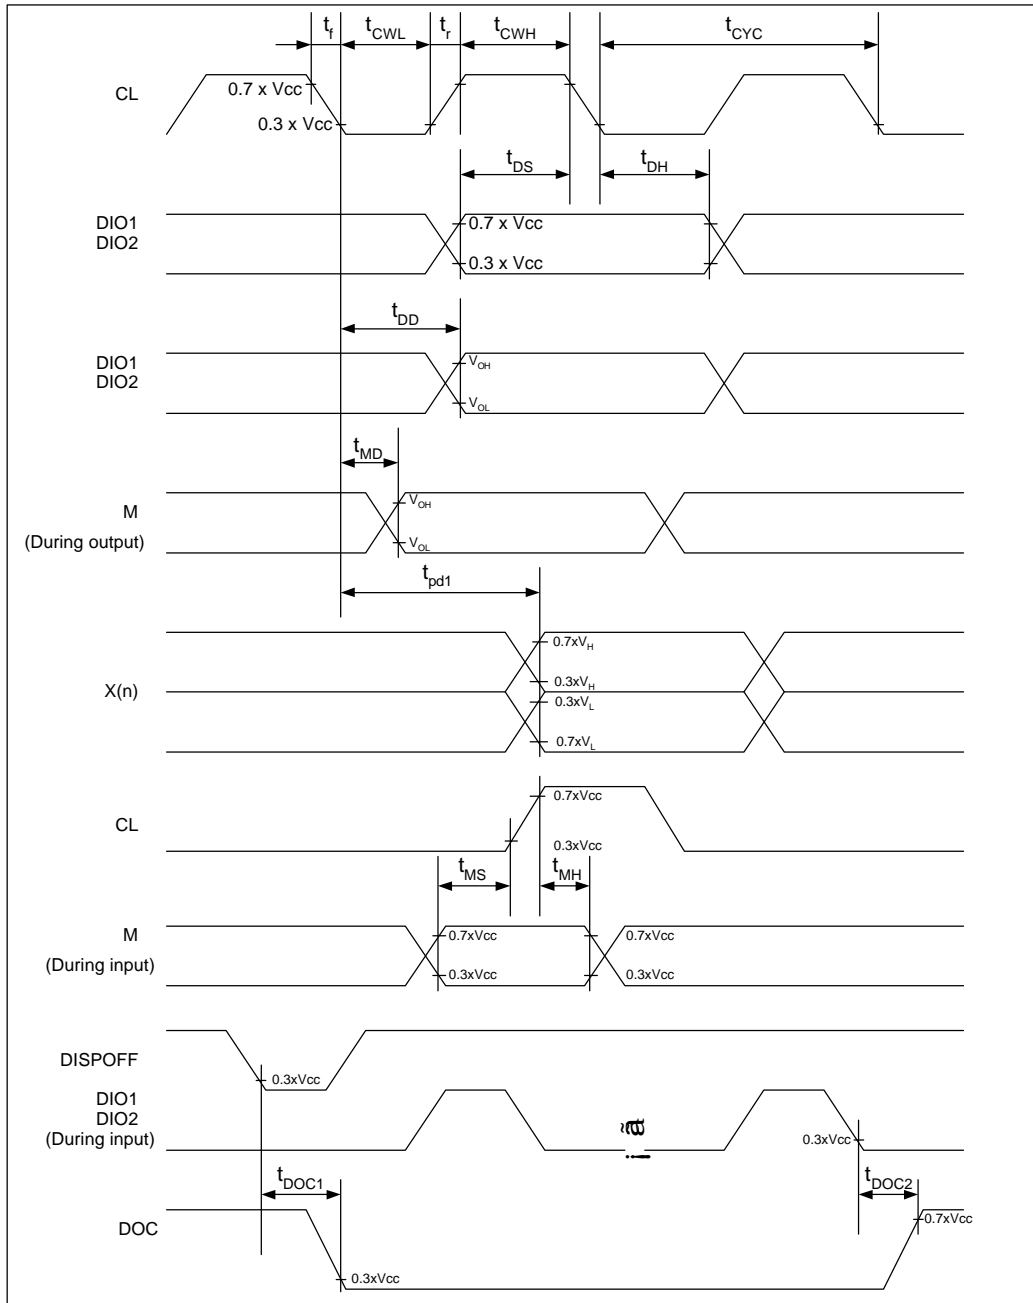 tf tCWL tr tCWH tCYC
CL
0.7 x Vcc
0.3 x Vcc
tDS tDH
DIO1
DIO2
0.7 x Vcc
0.3 x Vcc
tDD
DIO1
DIO2
VOH
VOL
tMD
M
(During output)
VOH
VOL
tpd1
X(n)
0.7xVH
0.3xVH
0.3xVL
0.7xVL
CL
0.7xVcc
0.3xVcc
tMS tMH
M
(During input)
0.7xVcc 0.7xVcc
0.3xVcc 0.3xVcc
DISPOFF
0.3xVcc
DIO1
DIO2
(During input)
¡ã
0.3xVcc
tDOC1 tDOC2
DOC
0.7xVcc
0.3xVcc